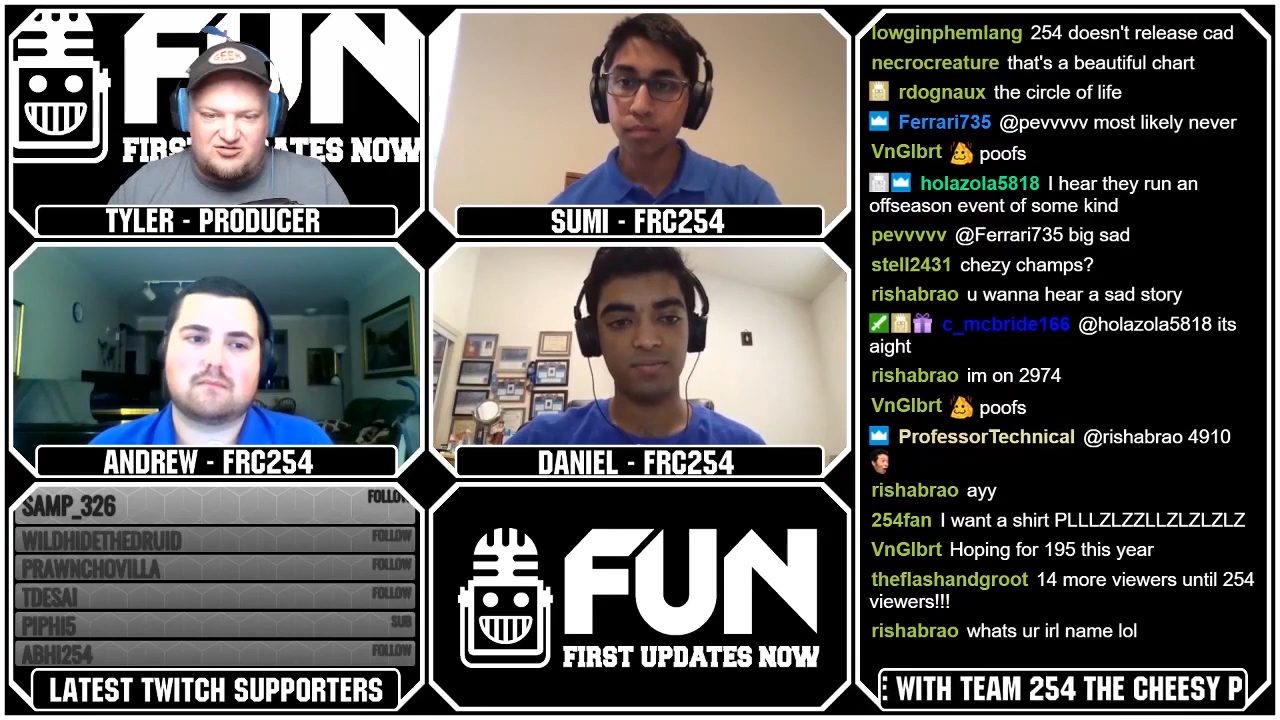 FUN
FIRST UPDATES NOW
GEEK
TYLER - PRODUCER
SUMI - FRC254
ANDREW - FRC254
DANIEL - FRC254
SAMP_326 FOLLOW
WILDHIDETHEDRUID FOLLOW
PRAWNCHOVILLA FOLLOW
TDESAI FOLLOW
PIPHI5 SUB
ABHI254 FOLLOW
LATEST TWITCH SUPPORTERS
FUN
FIRST UPDATES NOW
lowginphemlang 254 doesn't release cad
necrocreature that's a beautiful chart
rdognaux the circle of life
Ferrari735 @pevvvvv most likely never
VnGlbrt poofs
holazola5818 I hear they run an
offseason event of some kind
pevvvvv @Ferrari735 big sad
stell2431 chezy champs?
rishabrao u wanna hear a sad story
c_mcbride166 @holazola5818 its
aight
rishabrao im on 2974
VnGlbrt poofs
ProfessorTechnical @rishabrao 4910
rishabrao ayy
254fan I want a shirt PLLLZLZZLLZLZLZLZ
VnGlbrt Hoping for 195 this year
theflashandgroot 14 more viewers until 254
viewers!!!
rishabrao whats ur irl name lol
: WITH TEAM 254 THE CHEESY P